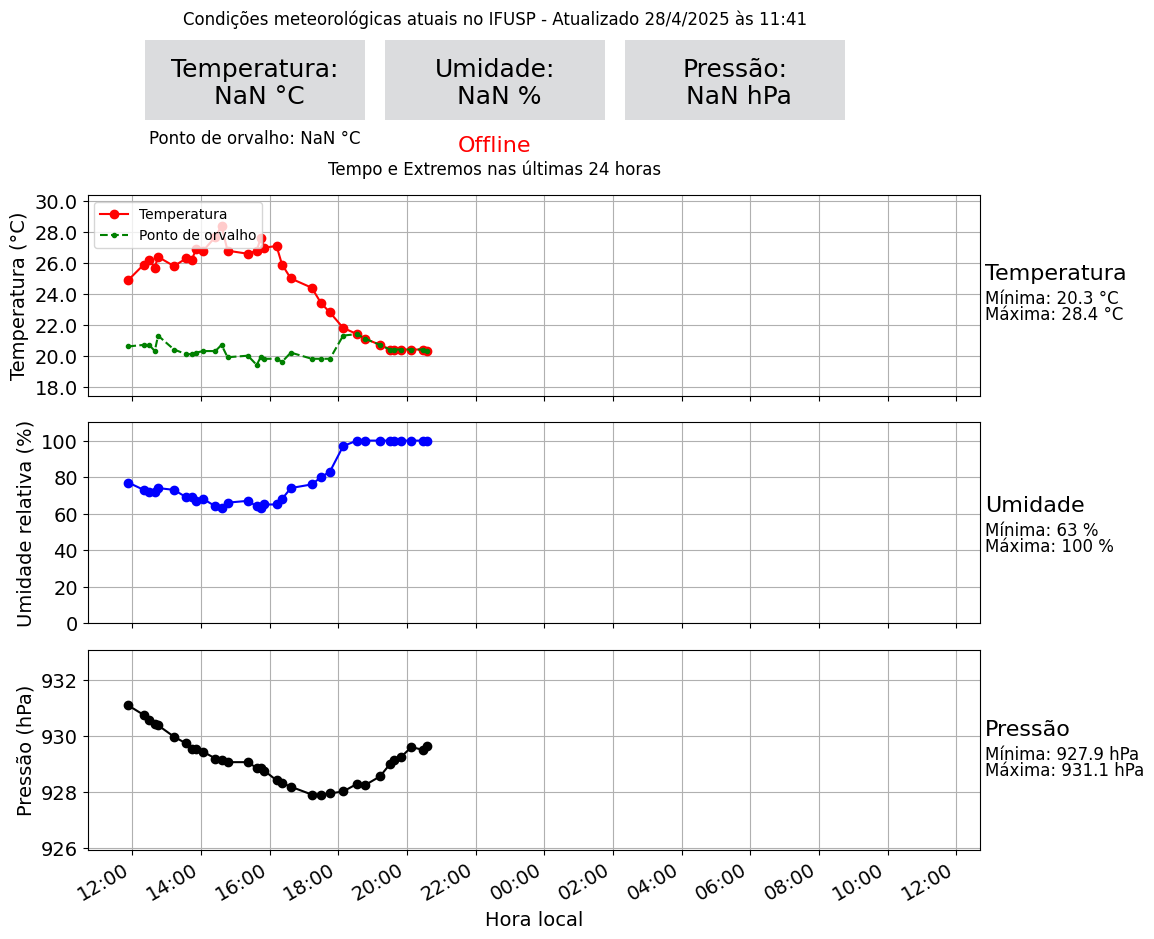 Condições meteorológicas atuais no IFUSP - Atualizado 28/4/2025 às 11:41
Temperatura:
NaN °C
Umidade:
NaN %
Pressão:
NaN hPa
Ponto de orvalho: NaN °C
Offline
Tempo e Extremos nas últimas 24 horas
Temperatura (°C)
30.0
28.0
26.0
24.0
22.0
20.0
18.0
Temperatura
Ponto de orvalho
Temperatura
Mínima: 20.3 °C
Máxima: 28.4 °C
Umidade relativa (%)
100
80
60
40
20
0
Umidade
Mínima: 63 %
Máxima: 100 %
Pressão (hPa)
932
930
928
926
Pressão
Mínima: 927.9 hPa
Máxima: 931.1 hPa
12:00 14:00 16:00 18:00 20:00 22:00 00:00 02:00 04:00 06:00 08:00 10:00 12:00
Hora local